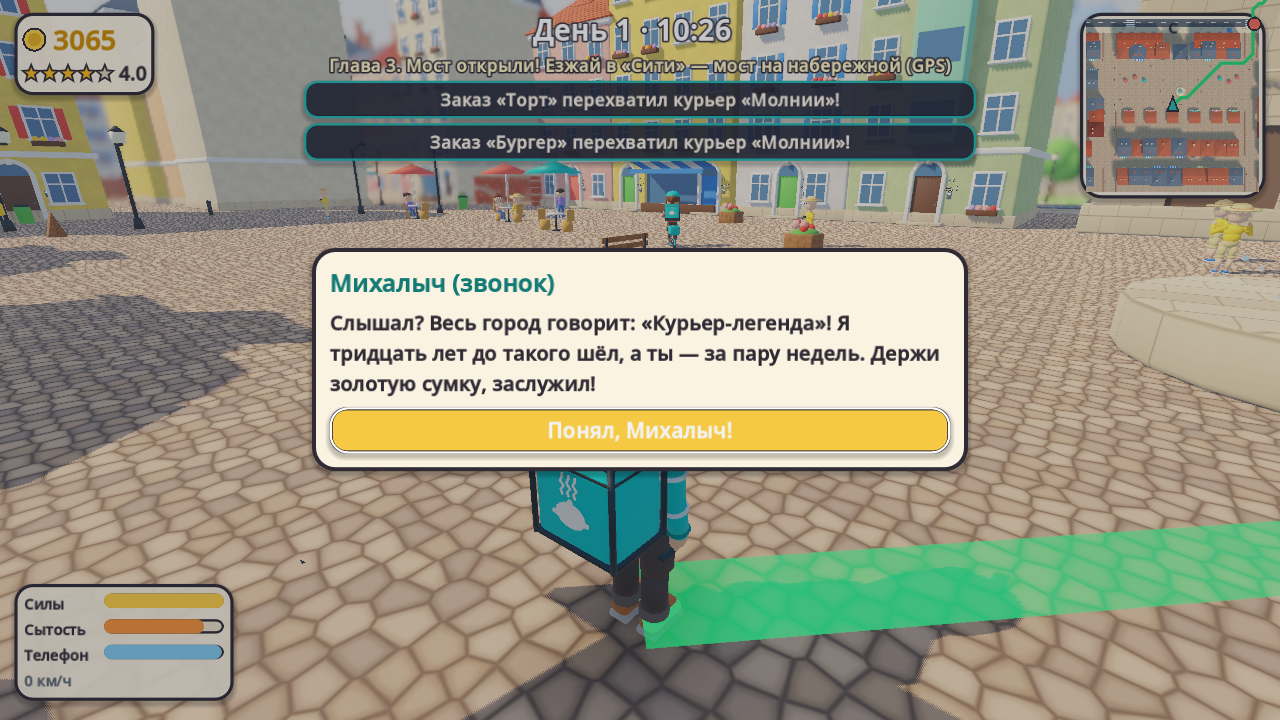 3065
4.0
День 1 · 10:26
Глава 3. Мост открыли! Езжай в «Сити» — мост на набережной (GPS)
Заказ «Торт» перехватил курьер «Молнии»!
Заказ «Бургер» перехватил курьер «Молнии»!
С
Михалыч (звонок)
Слышал? Весь город говорит: «Курьер-легенда»! Я
тридцать лет до такого шёл, а ты — за пару недель. Держи
золотую сумку, заслужил!
Понял, Михалыч!
Силы
Сытость
Телефон
0 км/ч